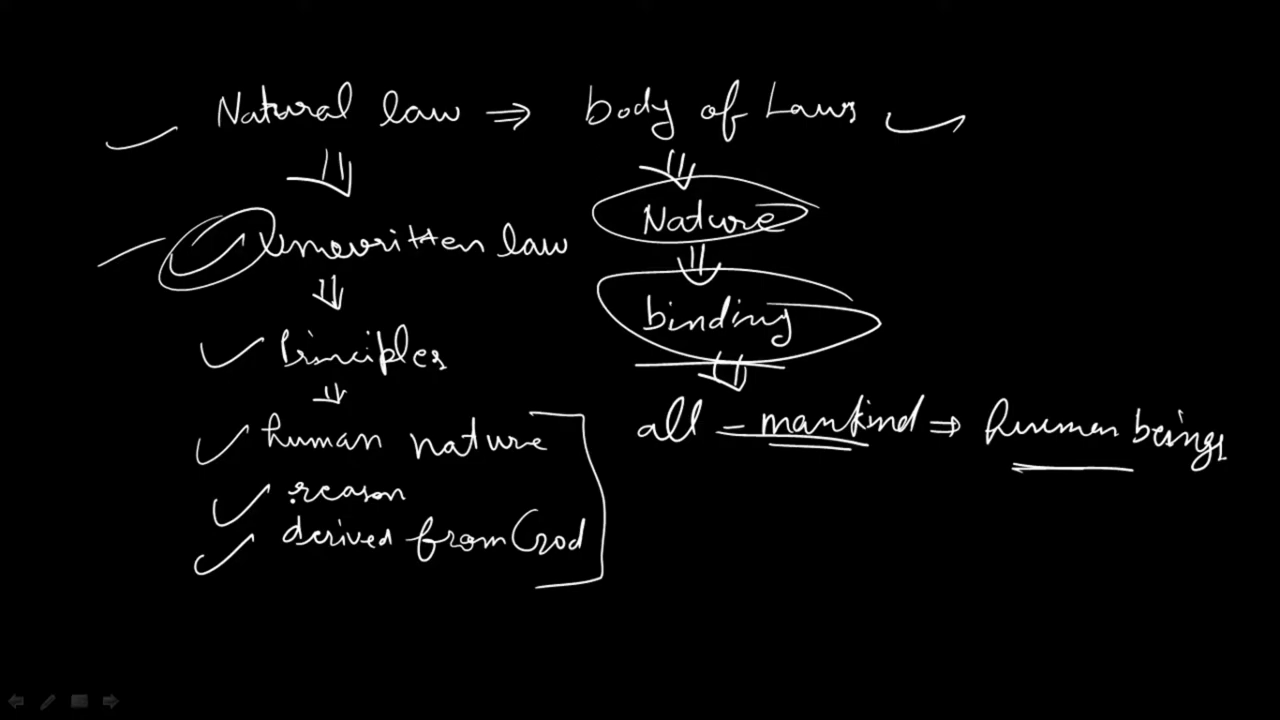 Natural law ⇒ body of Laws
Nature
unwritten law
binding
Principles
all - mankind ⇒ human beings
human nature
reason
derived from God